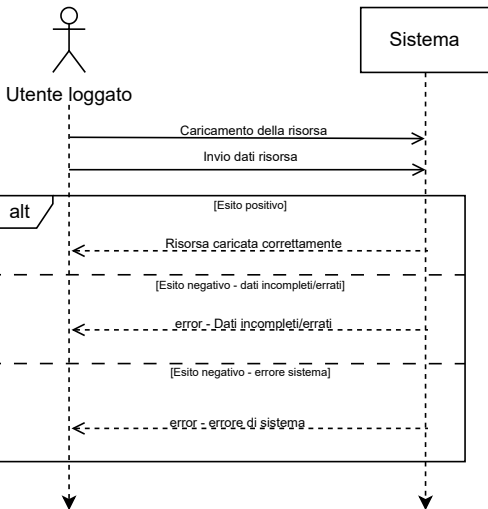 Sistema
Utente loggato
Caricamento della risorsa
Invio dati risorsa
alt
[Esito positivo]
Risorsa caricata correttamente
[Esito negativo - dati incompleti/errati]
error - Dati incompleti/errati
[Esito negativo - errore sistema]
error - errore di sistema